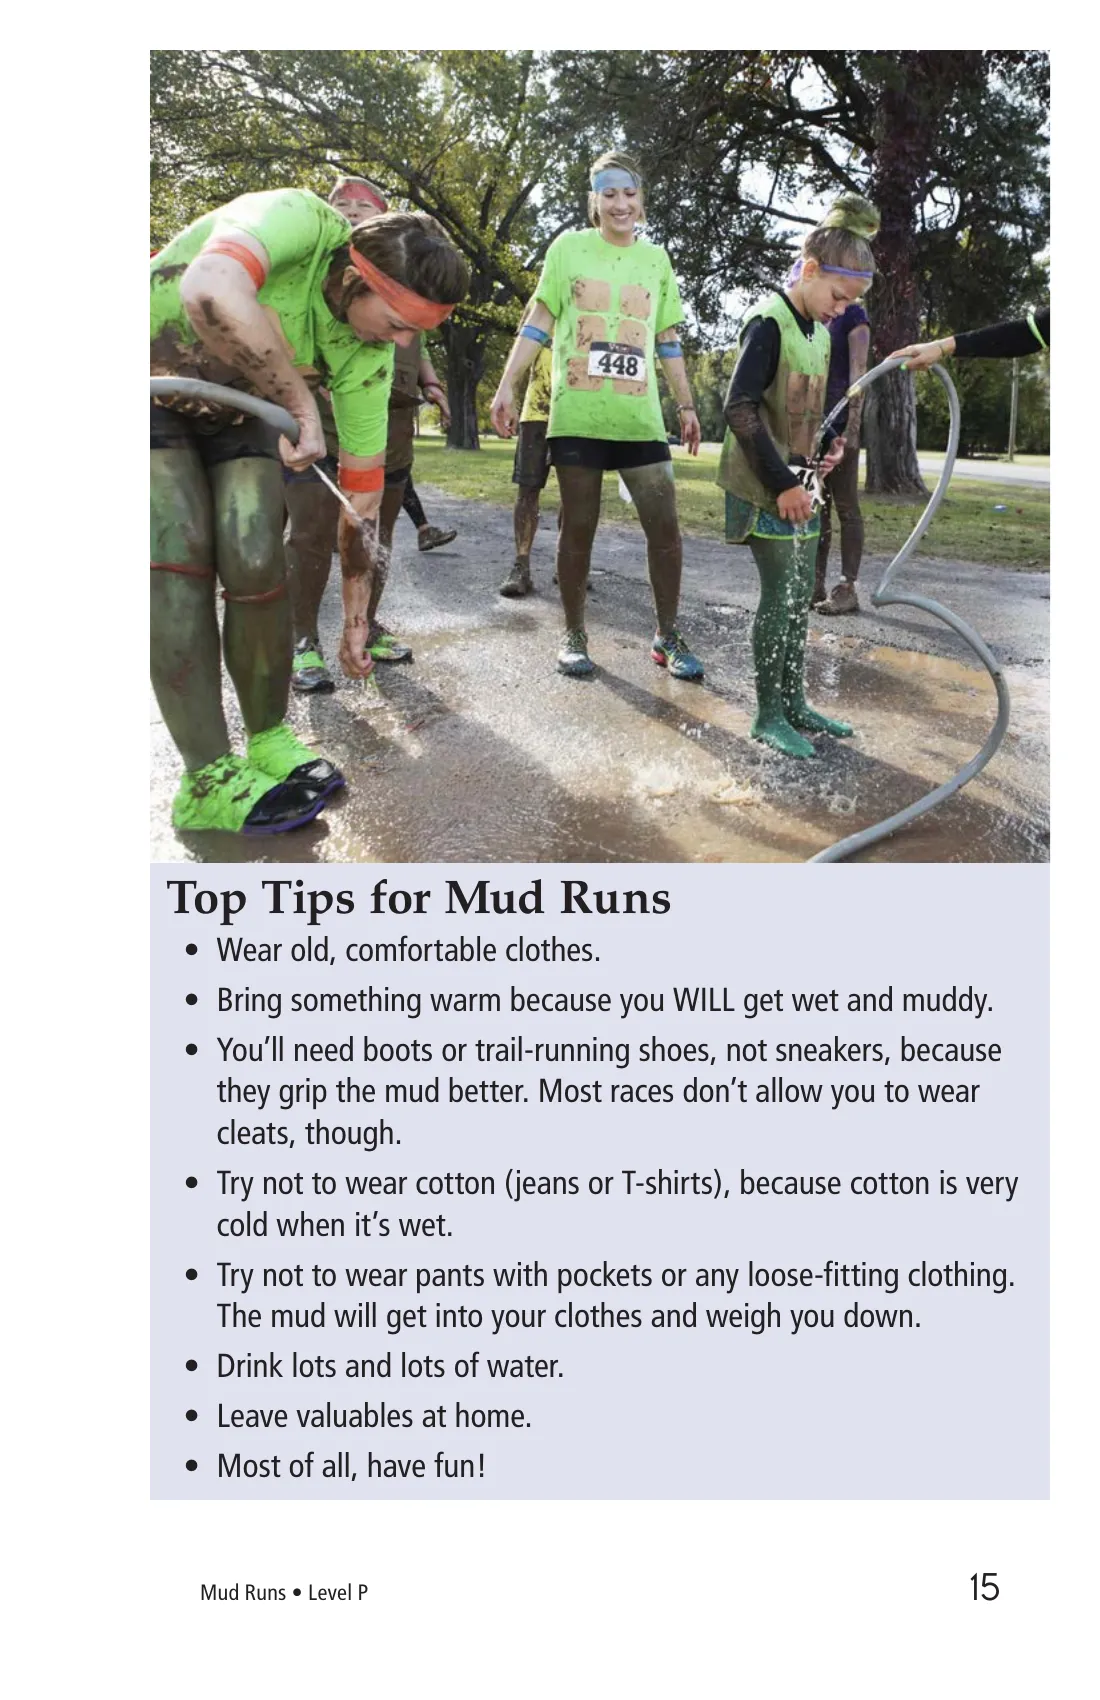 448
Top Tips for Mud Runs
• Wear old, comfortable clothes.
• Bring something warm because you WILL get wet and muddy.
• You’ll need boots or trail-running shoes, not sneakers, because
they grip the mud better. Most races don’t allow you to wear
cleats, though.
• Try not to wear cotton (jeans or T-shirts), because cotton is very
cold when it’s wet.
• Try not to wear pants with pockets or any loose-fitting clothing.
The mud will get into your clothes and weigh you down.
• Drink lots and lots of water.
• Leave valuables at home.
• Most of all, have fun!
Mud Runs • Level P
15